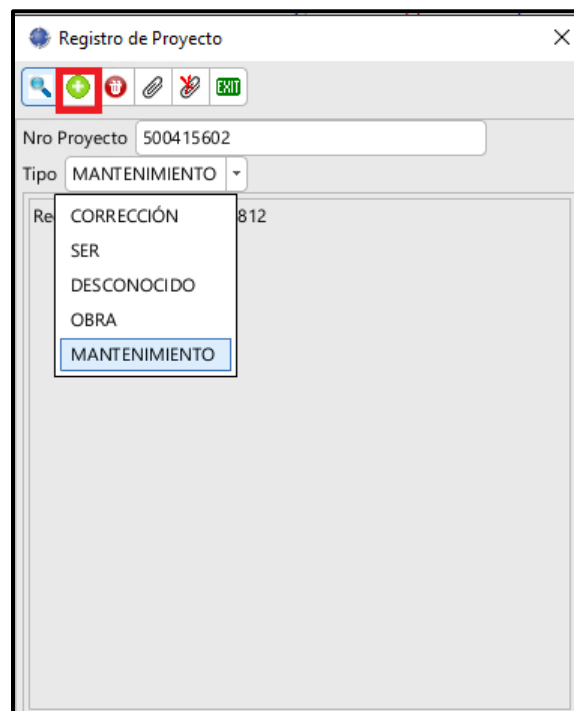 Registro de Proyecto
EXIT
Nro Proyecto 500415602
Tipo MANTENIMIENTO
812
CORRECCIÓN
SER
DESCONOCIDO
OBRA
MANTENIMIENTO